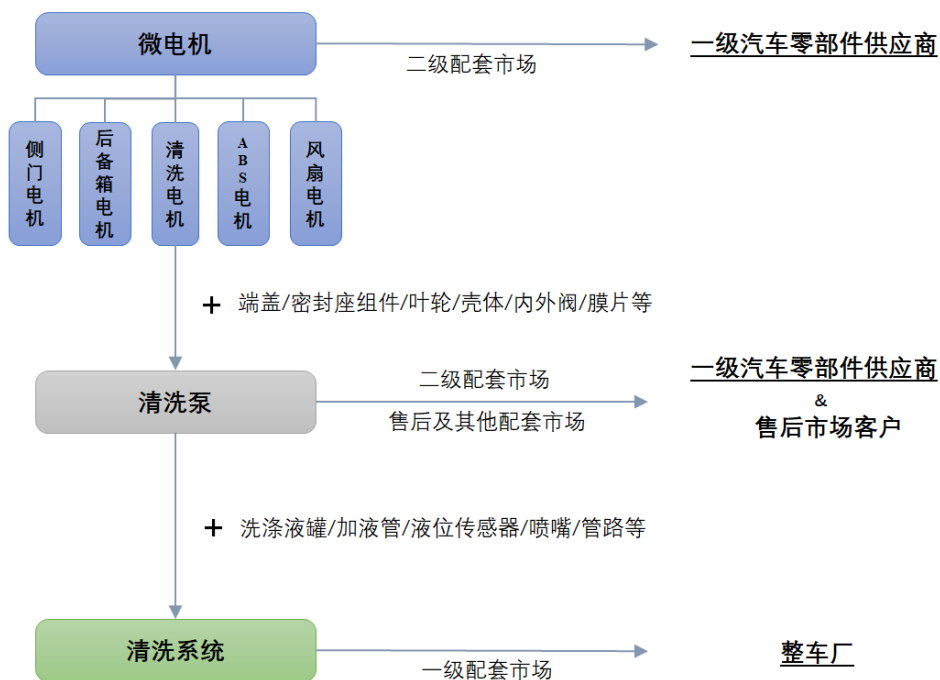 微电机
二级配套市场
一级汽车零部件供应商
侧门电机
后备箱电机
清洗电机
ABS电机
风扇电机
+ 端盖/密封座组件/叶轮/壳体/内外阀/膜片等
清洗泵
二级配套市场
售后及其他配套市场
一级汽车零部件供应商
&
售后市场客户
+ 洗涤液罐/加液管/液位传感器/喷嘴/管路等
清洗系统
一级配套市场
整车厂